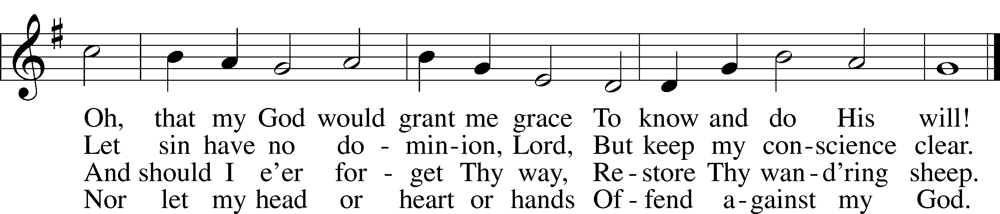 Oh, that my God would grant me grace To know and do His will!
Let sin have no do - min-ion, Lord, But keep my con-science clear.
And should I e’er for - get Thy way, Re-store Thy wan-d’ring sheep.
Nor let my head or heart or hands Of-fend a-gainst my God.